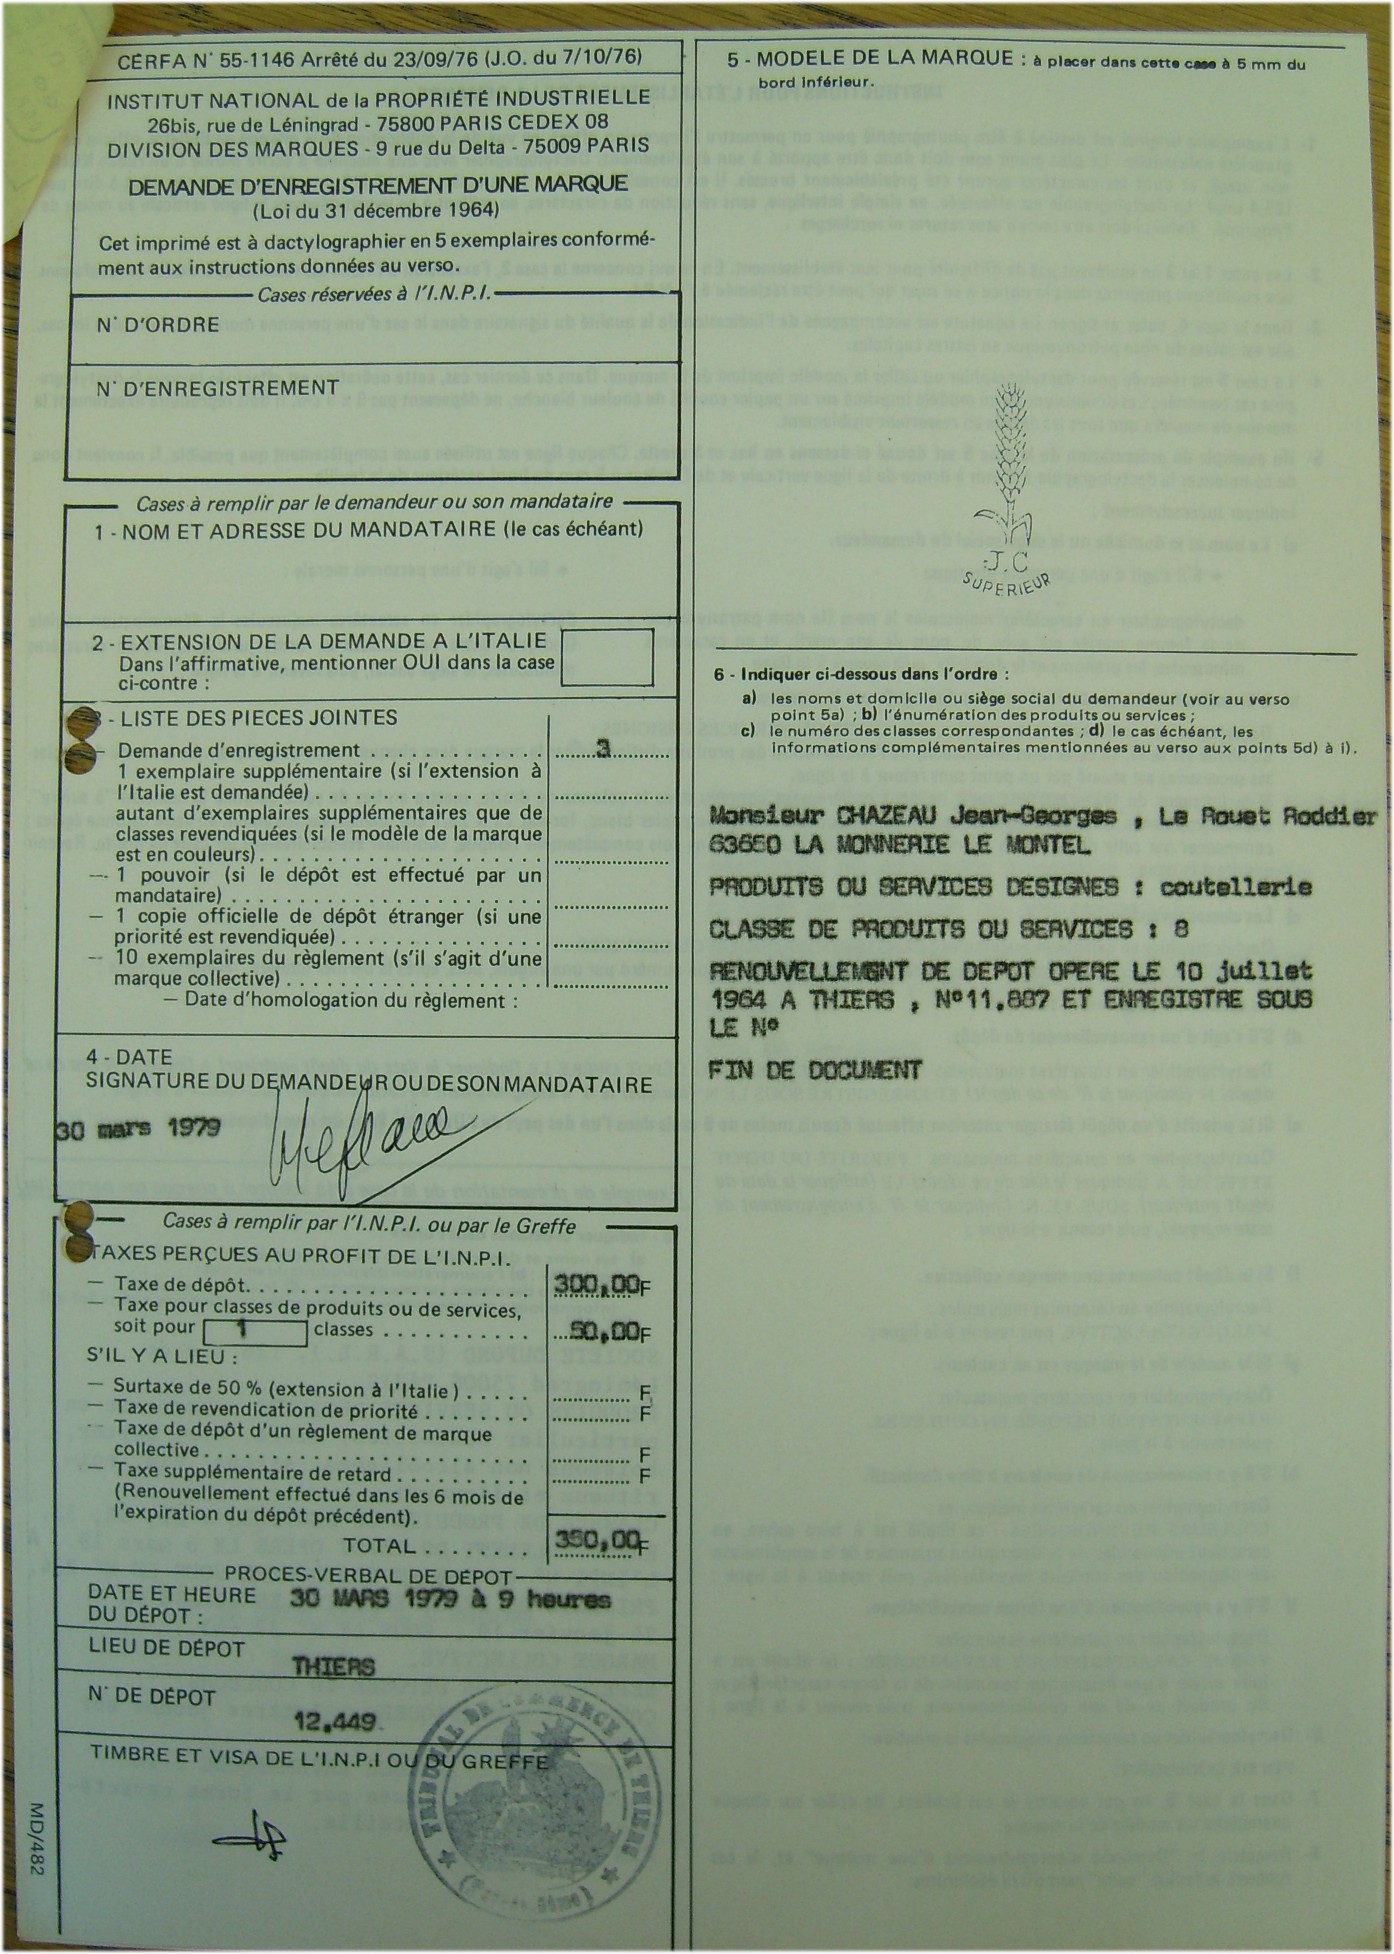 CERFA N° 55-1146 Arrêté du 23/09/76 (J.O. du 7/10/76)
INSTITUT NATIONAL de la PROPRIÉTÉ INDUSTRIELLE
26bis, rue de Léningrad - 75800 PARIS CEDEX 08
DIVISION DES MARQUES - 9 rue du Delta - 75009 PARIS
DEMANDE D'ENREGISTREMENT D'UNE MARQUE
(Loi du 31 décembre 1964)
Cet imprimé est à dactylographier en 5 exemplaires conformé-
ment aux instructions données au verso.
Cases réservées à l'I.N.P.I.
N° D'ORDRE
N° D'ENREGISTREMENT
Cases à remplir par le demandeur ou son mandataire
1 - NOM ET ADRESSE DU MANDATAIRE (le cas échéant)
2 - EXTENSION DE LA DEMANDE A L'ITALIE
Dans l'affirmative, mentionner OUI dans la case
ci-contre :
- LISTE DES PIECES JOINTES
— Demande d'enregistrement . . . . . . . . . . . . . 3
1 exemplaire supplémentaire (si l'extension à
l'Italie est demandée) . . . . . . . . . . . . . . . . . .
autant d'exemplaires supplémentaires que de
classes revendiquées (si le modèle de la marque
est en couleurs) . . . . . . . . . . . . . . . . . . . . . .
— 1 pouvoir (si le dépôt est effectué par un
mandataire) . . . . . . . . . . . . . . . . . . . . . . . .
— 1 copie officielle de dépôt étranger (si une
priorité est revendiquée) . . . . . . . . . . . . . . .
— 10 exemplaires du règlement (s'il s'agit d'une
marque collective) . . . . . . . . . . . . . . . . . . . .
— Date d'homologation du règlement :
4 - DATE
SIGNATURE DU DEMANDEUR OU DE SON MANDATAIRE
30 mars 1979
Cases à remplir par l'I.N.P.I. ou par le Greffe
TAXES PERÇUES AU PROFIT DE L'I.N.P.I.
— Taxe de dépôt. . . . . . . . . . . . . . . . . . . . . 300,00F
— Taxe pour classes de produits ou de services,
soit pour 1 classes . . . . . . . . . . . 50,00F
S'IL Y A LIEU :
— Surtaxe de 50 % (extension à l'Italie) . . . . . . F
— Taxe de revendication de priorité . . . . . . . . F
— Taxe de dépôt d'un règlement de marque
collective . . . . . . . . . . . . . . . . . . . . . . . . . F
— Taxe supplémentaire de retard . . . . . . . . . . F
(Renouvellement effectué dans les 6 mois de
l'expiration du dépôt précédent).
TOTAL . . . . . . . . 350,00F
PROCES-VERBAL DE DÉPOT
DATE ET HEURE
DU DÉPOT : 30 MARS 1979 à 9 heures
LIEU DE DÉPOT
THIERS
N° DE DÉPOT
12.449.
TIMBRE ET VISA DE L'I.N.P.I OU DU GREFFE
TRIBUNAL DE COMMERCE DE THIERS
MD/482
5 - MODELE DE LA MARQUE : à placer dans cette case à 5 mm du
bord inférieur.
J.C
SUPERIEUR
6 - Indiquer ci-dessous dans l'ordre :
a) les noms et domicile ou siège social du demandeur (voir au verso
point 5a) ; b) l'énumération des produits ou services ;
c) le numéro des classes correspondantes ; d) le cas échéant, les
informations complémentaires mentionnées au verso aux points 5d) à i).
Monsieur CHAZEAU Jean-Georges , Le Rouet Roddier
63650 LA MONNERIE LE MONTEL
PRODUITS OU SERVICES DESIGNES : coutellerie
CLASSE DE PRODUITS OU SERVICES : 8
RENOUVELLEMENT DE DEPOT OPERE LE 10 juillet
1964 A THIERS , N°11.887 ET ENREGISTRE SOUS
LE N°
FIN DE DOCUMENT